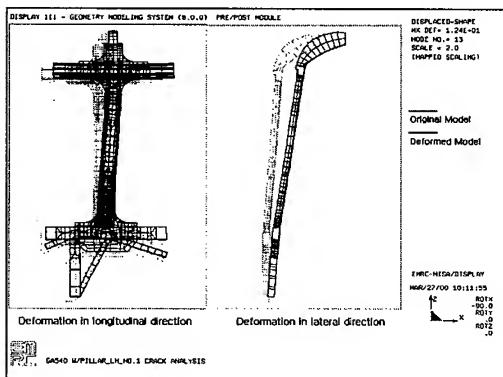 DISPLAY III - GEOMETRY MODELING SYSTEM (8.0.0) PRE/POST MODULE
DISPLACED-SHAPE
MX DEF= 1.24E+01
NODE NO.= 13
SCALE = 2.0
(MAPPED SCALING)
Original Model
Deformed Model
EMRC-NISA/DISPLAY
MAR/27/00 10:11:55
Z
X
ROTX
-90.0
ROTY
.0
ROTZ
.0
Deformation in longitudinal direction
Deformation in lateral direction
GA540 W/PILLAR_LH_NO.1 CRACK ANALYSIS